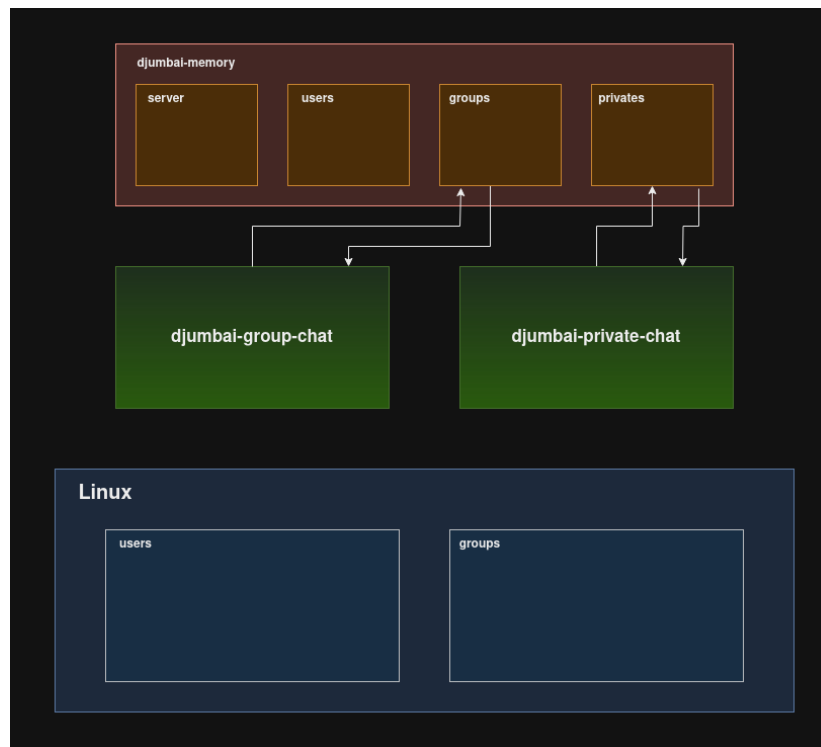 djumbai-memory
server
users
groups
privates
djumbai-group-chat
djumbai-private-chat
Linux
users
groups